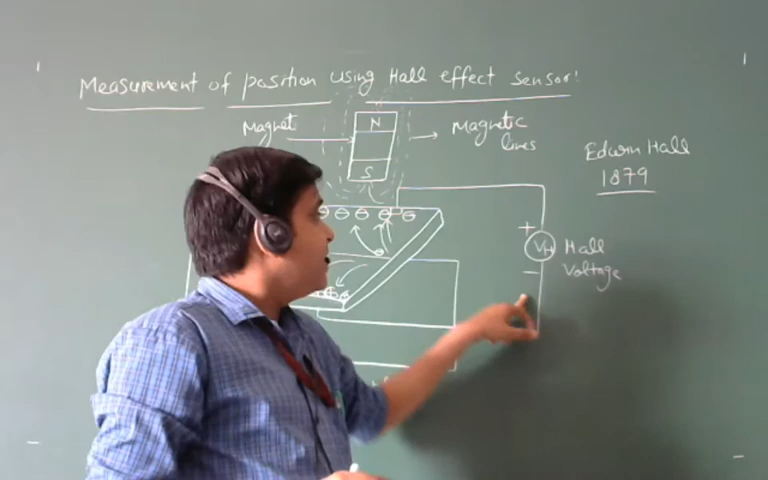 Measurement of position using Hall effect sensor:
Magnet
N
S
Magnetic
lines
Edwin Hall
1879
+
VH
-
Hall
Voltage